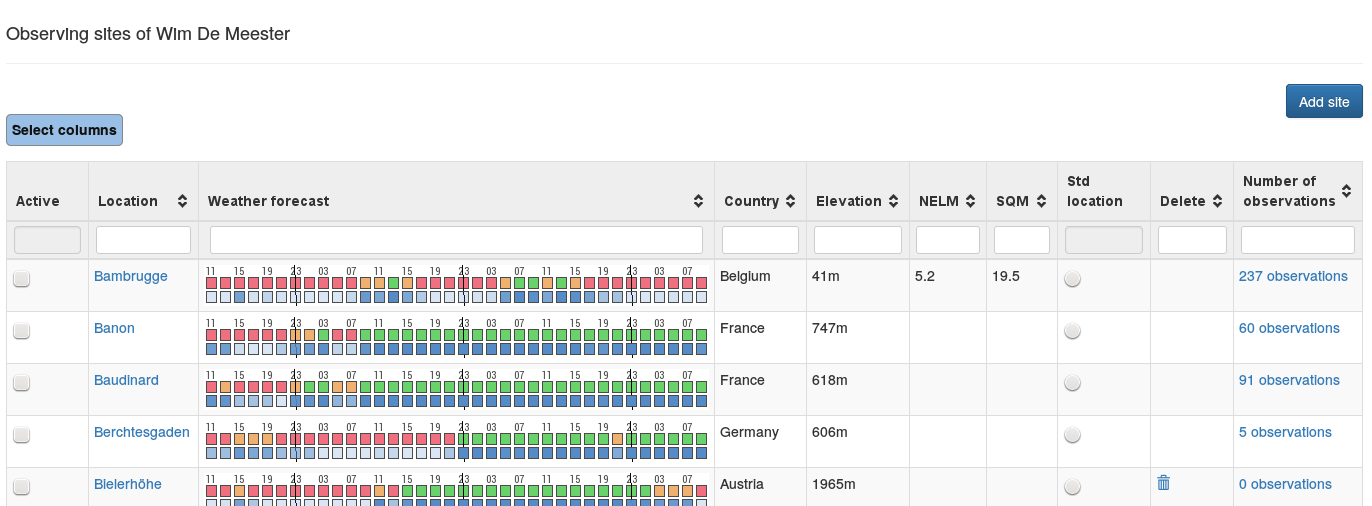 Observing sites of Wim De Meester
Add site
Select columns
Active Location Weather forecast Country Elevation NELM SQM Std location Delete Number of observations
11 15 19 23 03 07 11 15 19 23 03 07 11 15 19 23 03 07
Bambrugge Belgium 41m 5.2 19.5 237 observations
11 15 19 23 03 07 11 15 19 23 03 07 11 15 19 23 03 07
Banon France 747m 60 observations
11 15 19 23 03 07 11 15 19 23 03 07 11 15 19 23 03 07
Baudinard France 618m 91 observations
11 15 19 23 03 07 11 15 19 23 03 07 11 15 19 23 03 07
Berchtesgaden Germany 606m 5 observations
11 15 19 23 03 07 11 15 19 23 03 07 11 15 19 23 03 07
Bielerhöhe Austria 1965m 0 observations